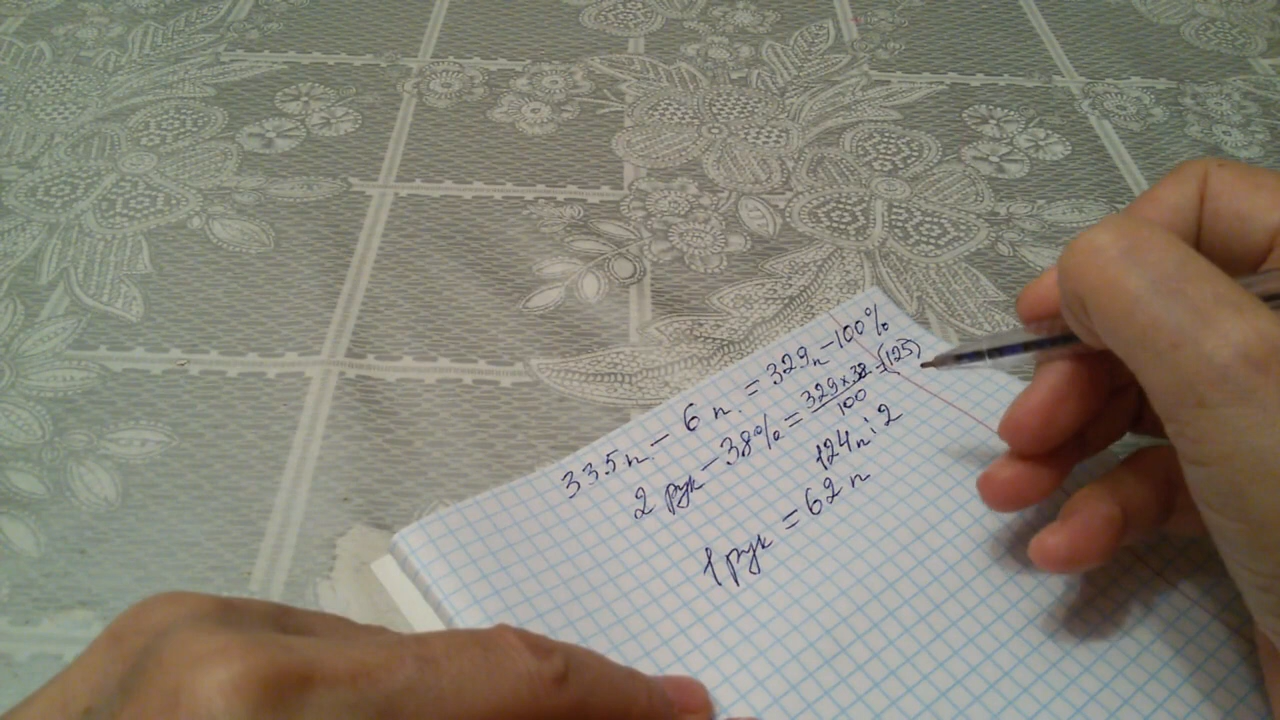 335 п. - 6 п. = 329 п - 100%
2 рук - 38% = 329 x 38 / 100 = (125)
124 п : 2
1 рук = 62 п